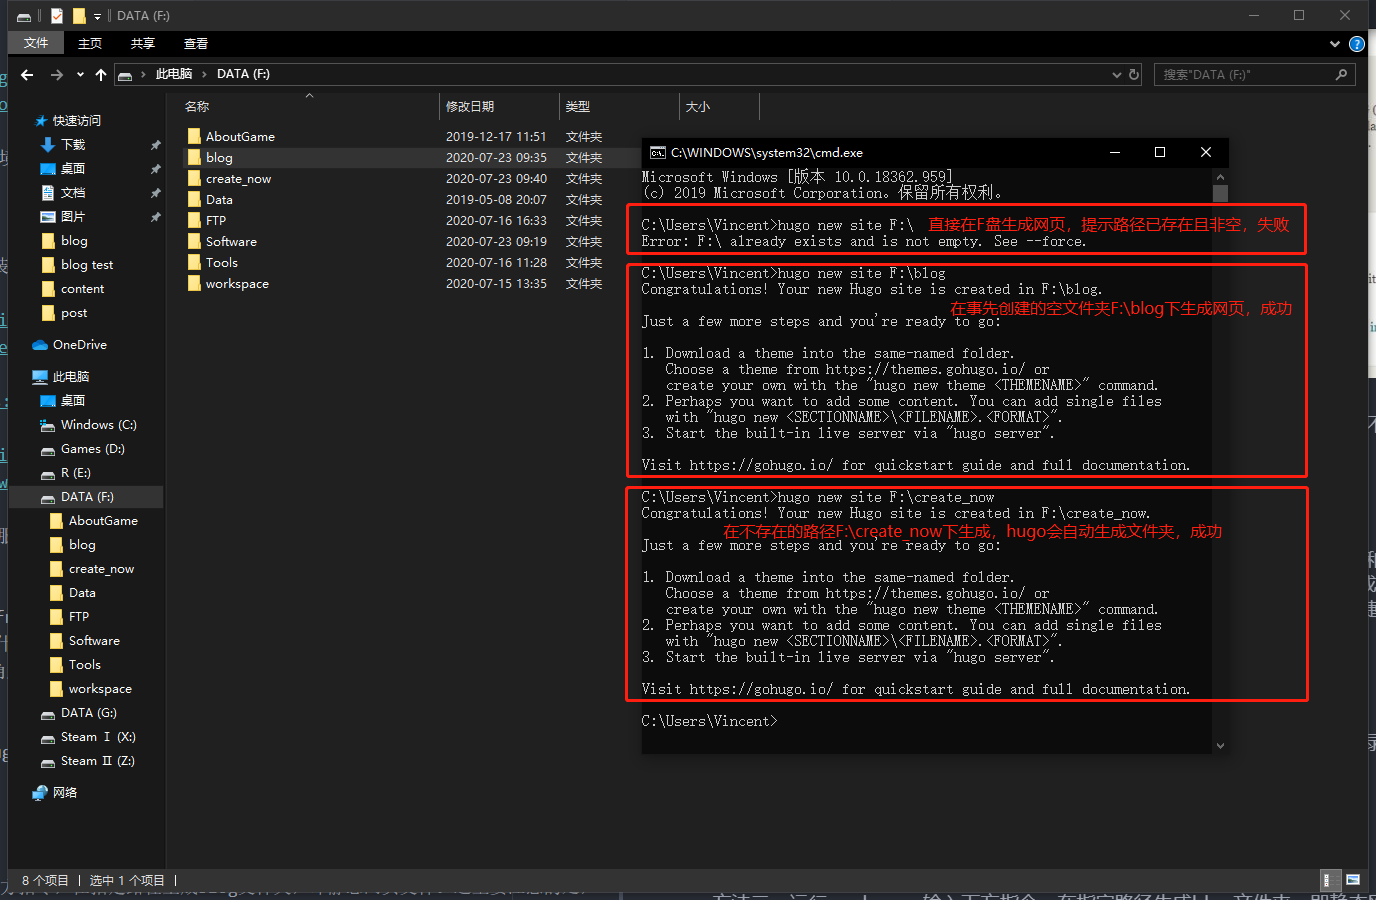 DATA (F:)
文件 主页 共享 查看
此电脑 › DATA (F:)
搜索"DATA (F:)"
名称 修改日期 类型 大小
快速访问
下载
桌面
文档
图片
blog
blog test
content
post
OneDrive
此电脑
桌面
Windows (C:)
Games (D:)
R (E:)
DATA (F:)
AboutGame
blog
create_now
Data
FTP
Software
Tools
workspace
DATA (G:)
Steam Ⅰ (X:)
Steam Ⅱ (Z:)
网络
AboutGame 2019-12-17 11:51 文件夹
blog 2020-07-23 09:35 文件夹
create_now 2020-07-23 09:40 文件夹
Data 2019-05-08 20:07 文件夹
FTP 2020-07-16 16:33 文件夹
Software 2020-07-23 09:19 文件夹
Tools 2020-07-16 11:28 文件夹
workspace 2020-07-15 13:35 文件夹
C:\WINDOWS\system32\cmd.exe
Microsoft Windows [版本 10.0.18362.959]
(c) 2019 Microsoft Corporation。保留所有权利。
C:\Users\Vincent>hugo new site F:\ 直接在F盘生成网页，提示路径已存在且非空，失败
Error: F:\ already exists and is not empty. See --force.
C:\Users\Vincent>hugo new site F:\blog
Congratulations! Your new Hugo site is created in F:\blog.
在事先创建的空文件夹F:\blog下生成网页，成功
Just a few more steps and you're ready to go:
1. Download a theme into the same-named folder.
Choose a theme from https://themes.gohugo.io/ or
create your own with the "hugo new theme <THEMENAME>" command.
2. Perhaps you want to add some content. You can add single files
with "hugo new <SECTIONNAME>\<FILENAME>.<FORMAT>".
3. Start the built-in live server via "hugo server".
Visit https://gohugo.io/ for quickstart guide and full documentation.
C:\Users\Vincent>hugo new site F:\create_now
Congratulations! Your new Hugo site is created in F:\create_now.
在不存在的路径F:\create_now下生成，hugo会自动生成文件夹，成功
Just a few more steps and you're ready to go:
1. Download a theme into the same-named folder.
Choose a theme from https://themes.gohugo.io/ or
create your own with the "hugo new theme <THEMENAME>" command.
2. Perhaps you want to add some content. You can add single files
with "hugo new <SECTIONNAME>\<FILENAME>.<FORMAT>".
3. Start the built-in live server via "hugo server".
Visit https://gohugo.io/ for quickstart guide and full documentation.
C:\Users\Vincent>
8 个项目 选中 1 个项目